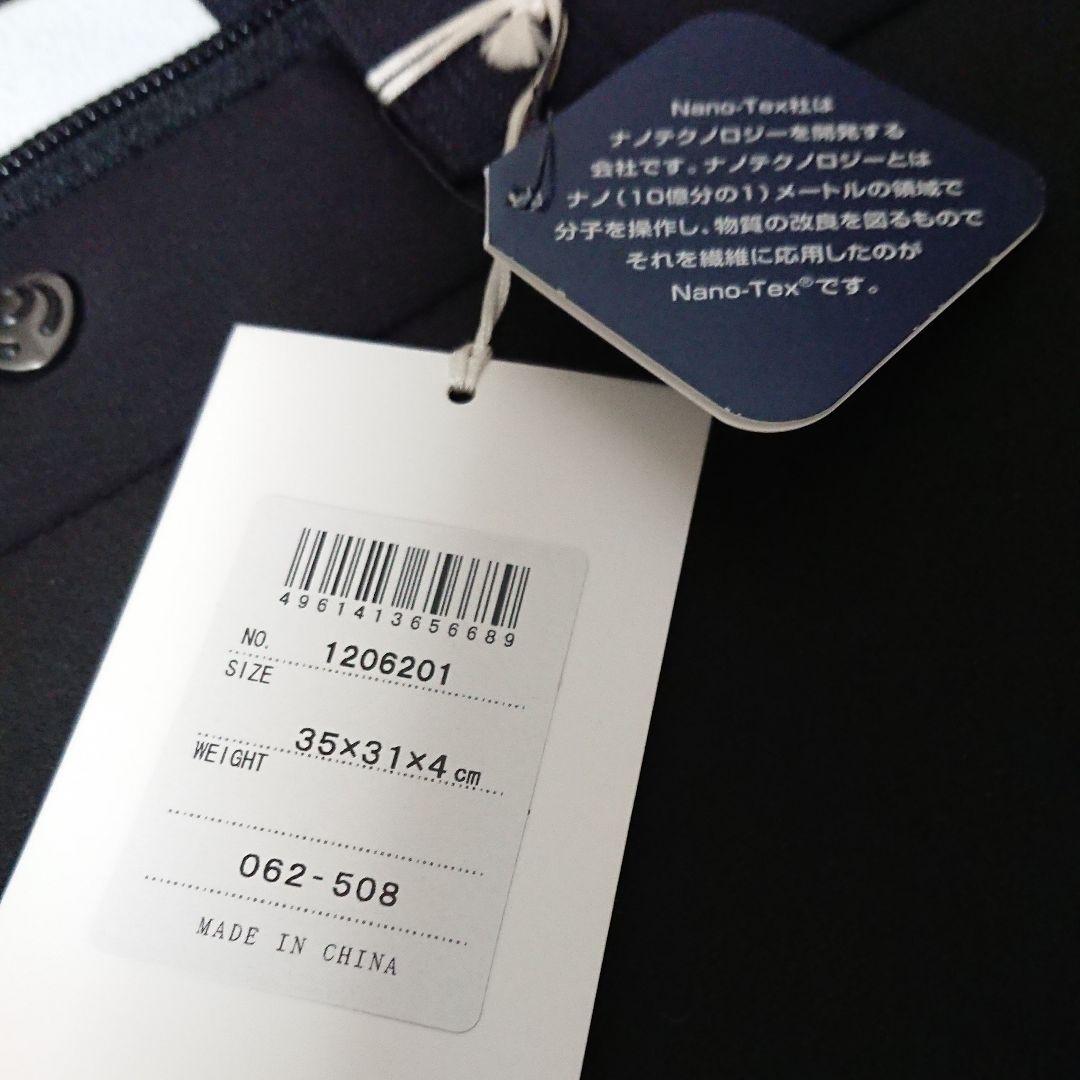 Nano-Tex社は
ナノテクノロジーを開発する
会社です。ナノテクノロジーとは
ナノ(10億分の1)メートルの領域で
分子を操作し、物質の改良を図るもので
それを繊維に応用したのが
Nano-Tex®です。
4961413656689
NO. 1206201
SIZE
35×31×4cm
WEIGHT
062-508
MADE IN CHINA